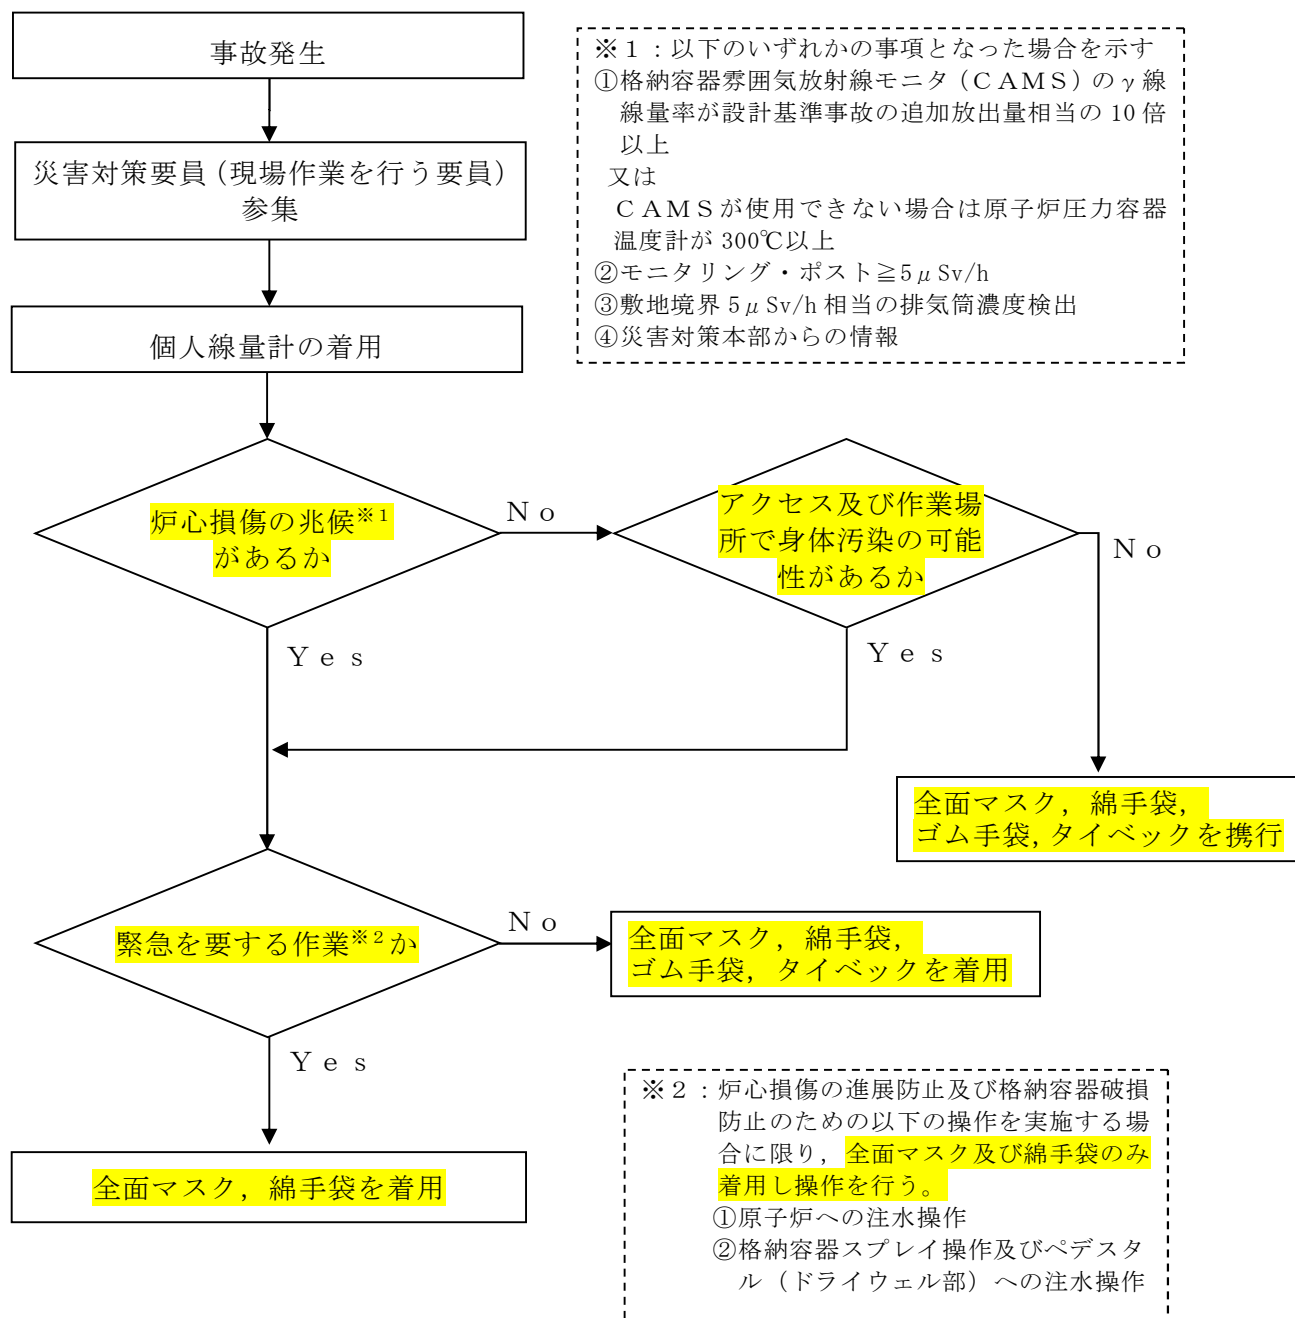 事故発生
災害対策要員(現場作業を行う要員)
参集
個人線量計の着用
※1:以下のいずれかの事項となった場合を示す
①格納容器雰囲気放射線モニタ(CAMS)のγ線
線量率が設計基準事故の追加放出量相当の10倍
以上
又は
CAMSが使用できない場合は原子炉圧力容器
温度計が300℃以上
②モニタリング・ポスト≧5μSv/h
③敷地境界5μSv/h相当の排気筒濃度検出
④災害対策本部からの情報
炉心損傷の兆候※1
があるか
No
アクセス及び作業場
所で身体汚染の可能
性があるか
No
Yes
Yes
全面マスク,綿手袋,
ゴム手袋,タイベックを携行
緊急を要する作業※2か
No
全面マスク,綿手袋,
ゴム手袋,タイベックを着用
Yes
全面マスク,綿手袋を着用
※2:炉心損傷の進展防止及び格納容器破損
防止のための以下の操作を実施する場
合に限り,全面マスク及び綿手袋のみ
着用し操作を行う。
①原子炉への注水操作
②格納容器スプレイ操作及びペデスタ
ル(ドライウェル部)への注水操作